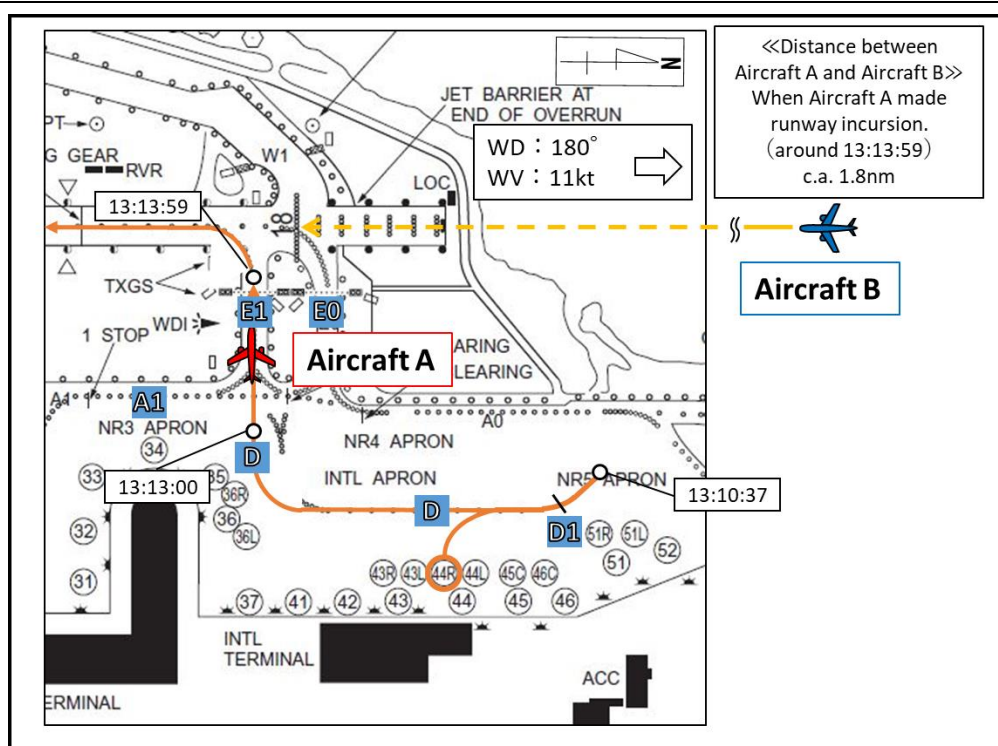 ≪Distance between
Aircraft A and Aircraft B≫
When Aircraft A made
runway incursion.
(around 13:13:59)
c.a. 1.8nm
N
JET BARRIER AT
END OF OVERRUN
WD：180°
WV：11kt
PT
G GEAR
RVR
W1
LOC
13:13:59
18
TXGS
E1
E0
Aircraft B
WDI
1 STOP
Aircraft A
ARING
LEARING
A1
A1
A0
NR3 APRON
NR4 APRON
D
34
INTL APRON
NR5 APRON
13:13:00
13:10:37
33
35
36R
D
D1
51R
51L
32
36
36L
52
51
31
43R
43L
44R
44L
45C
46C
37
41
42
43
44
45
46
INTL
TERMINAL
ACC
ERMINAL